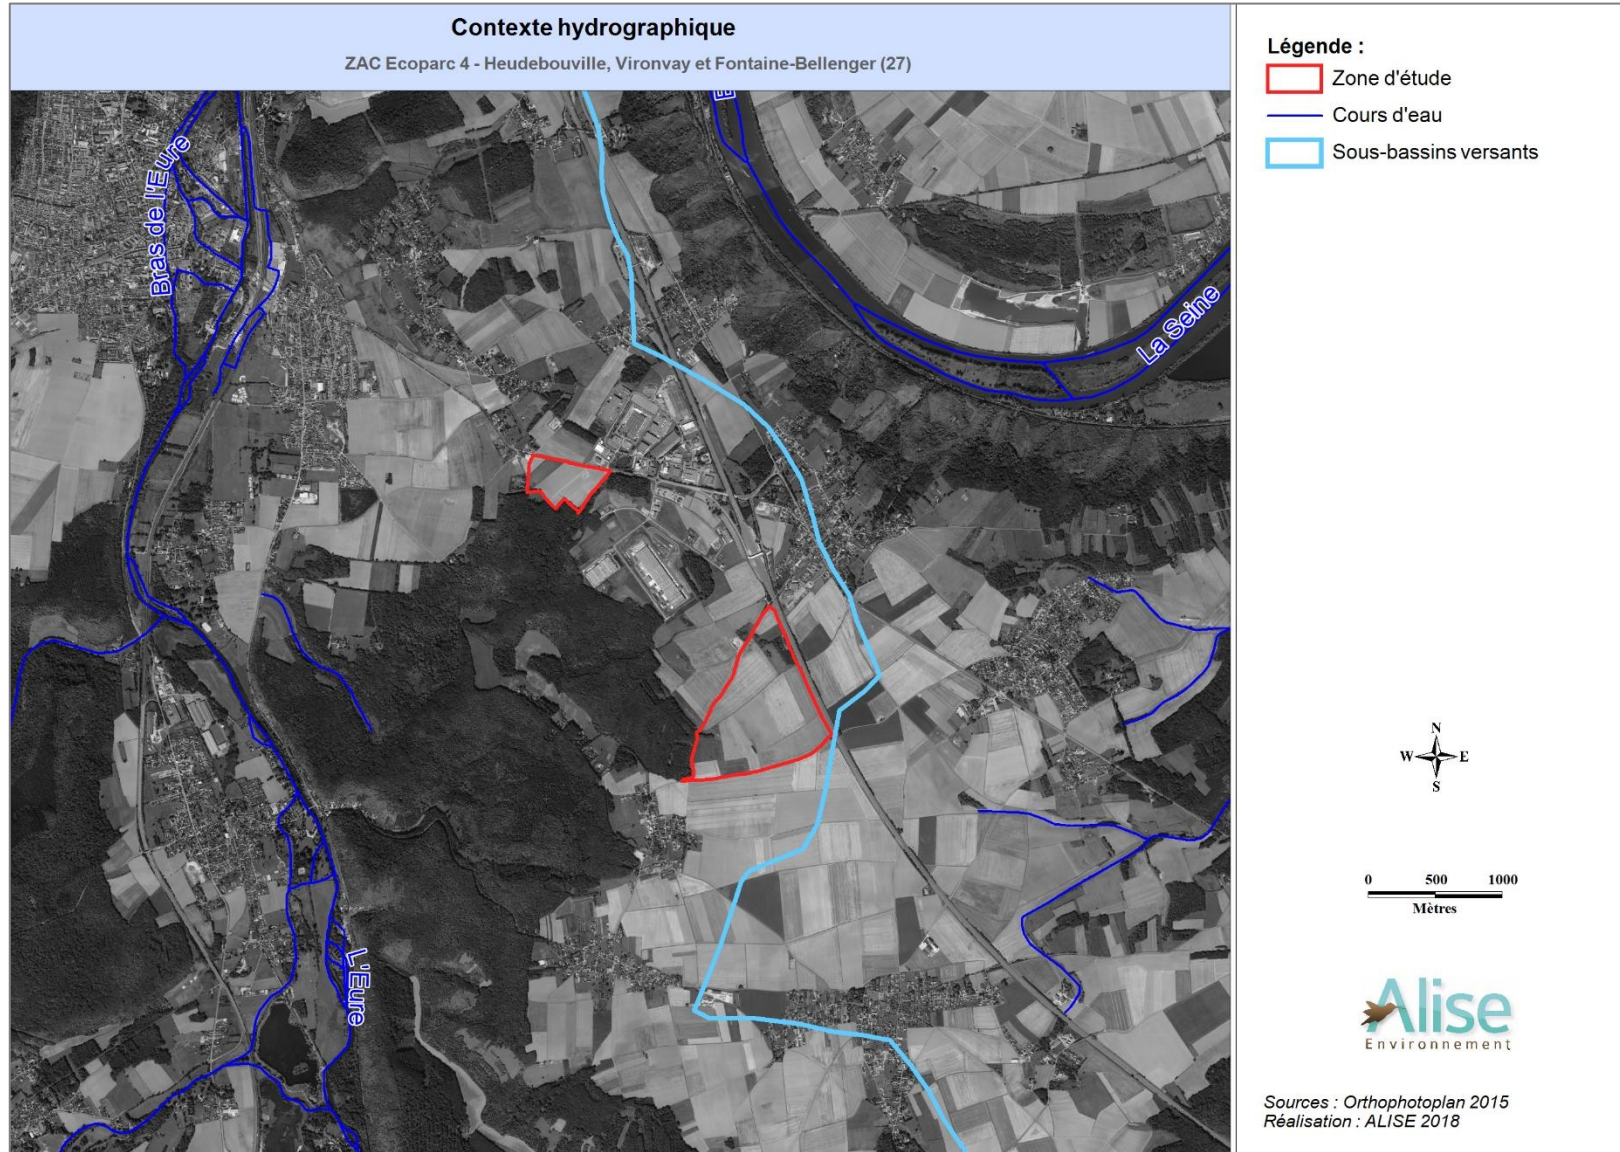 Contexte hydrographique
ZAC Ecoparc 4 - Heudebouville, Vironvay et Fontaine-Bellenger (27)
Bras de l'Eure
La Seine
L'Eure
Légende :
Zone d'étude
Cours d'eau
Sous-bassins versants
N
W E
S
0 500 1000
Mètres
Alise
Environnement
Sources : Orthophotoplan 2015
Réalisation : ALISE 2018